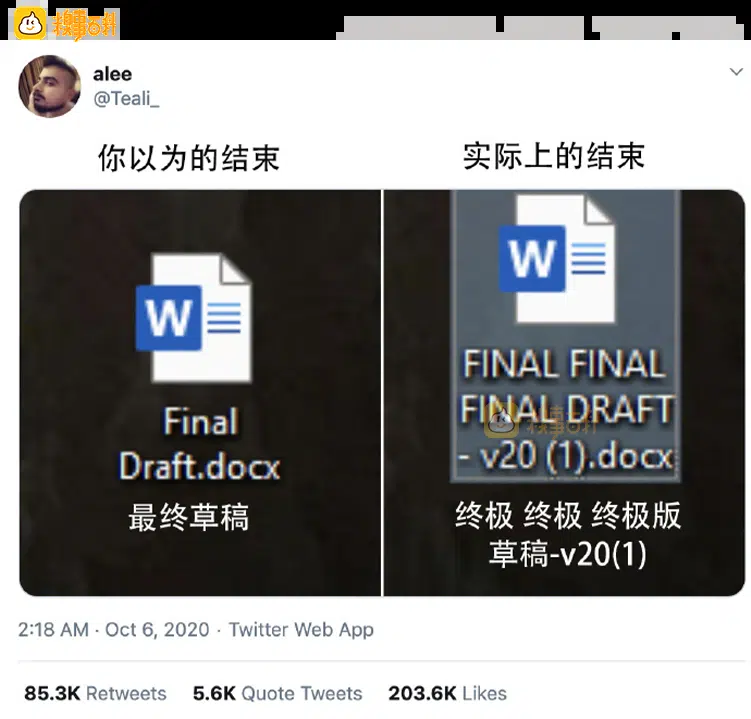 糗事百科
alee
@Teali_
你以为的结束
实际上的结束
W
Final
Draft.docx
最终草稿
W
FINAL FINAL
FINAL DRAFT
- v20 (1).docx
糗事百科
终极 终极 终极版
草稿-v20(1)
2:18 AM · Oct 6, 2020 · Twitter Web App
85.3K Retweets 5.6K Quote Tweets 203.6K Likes